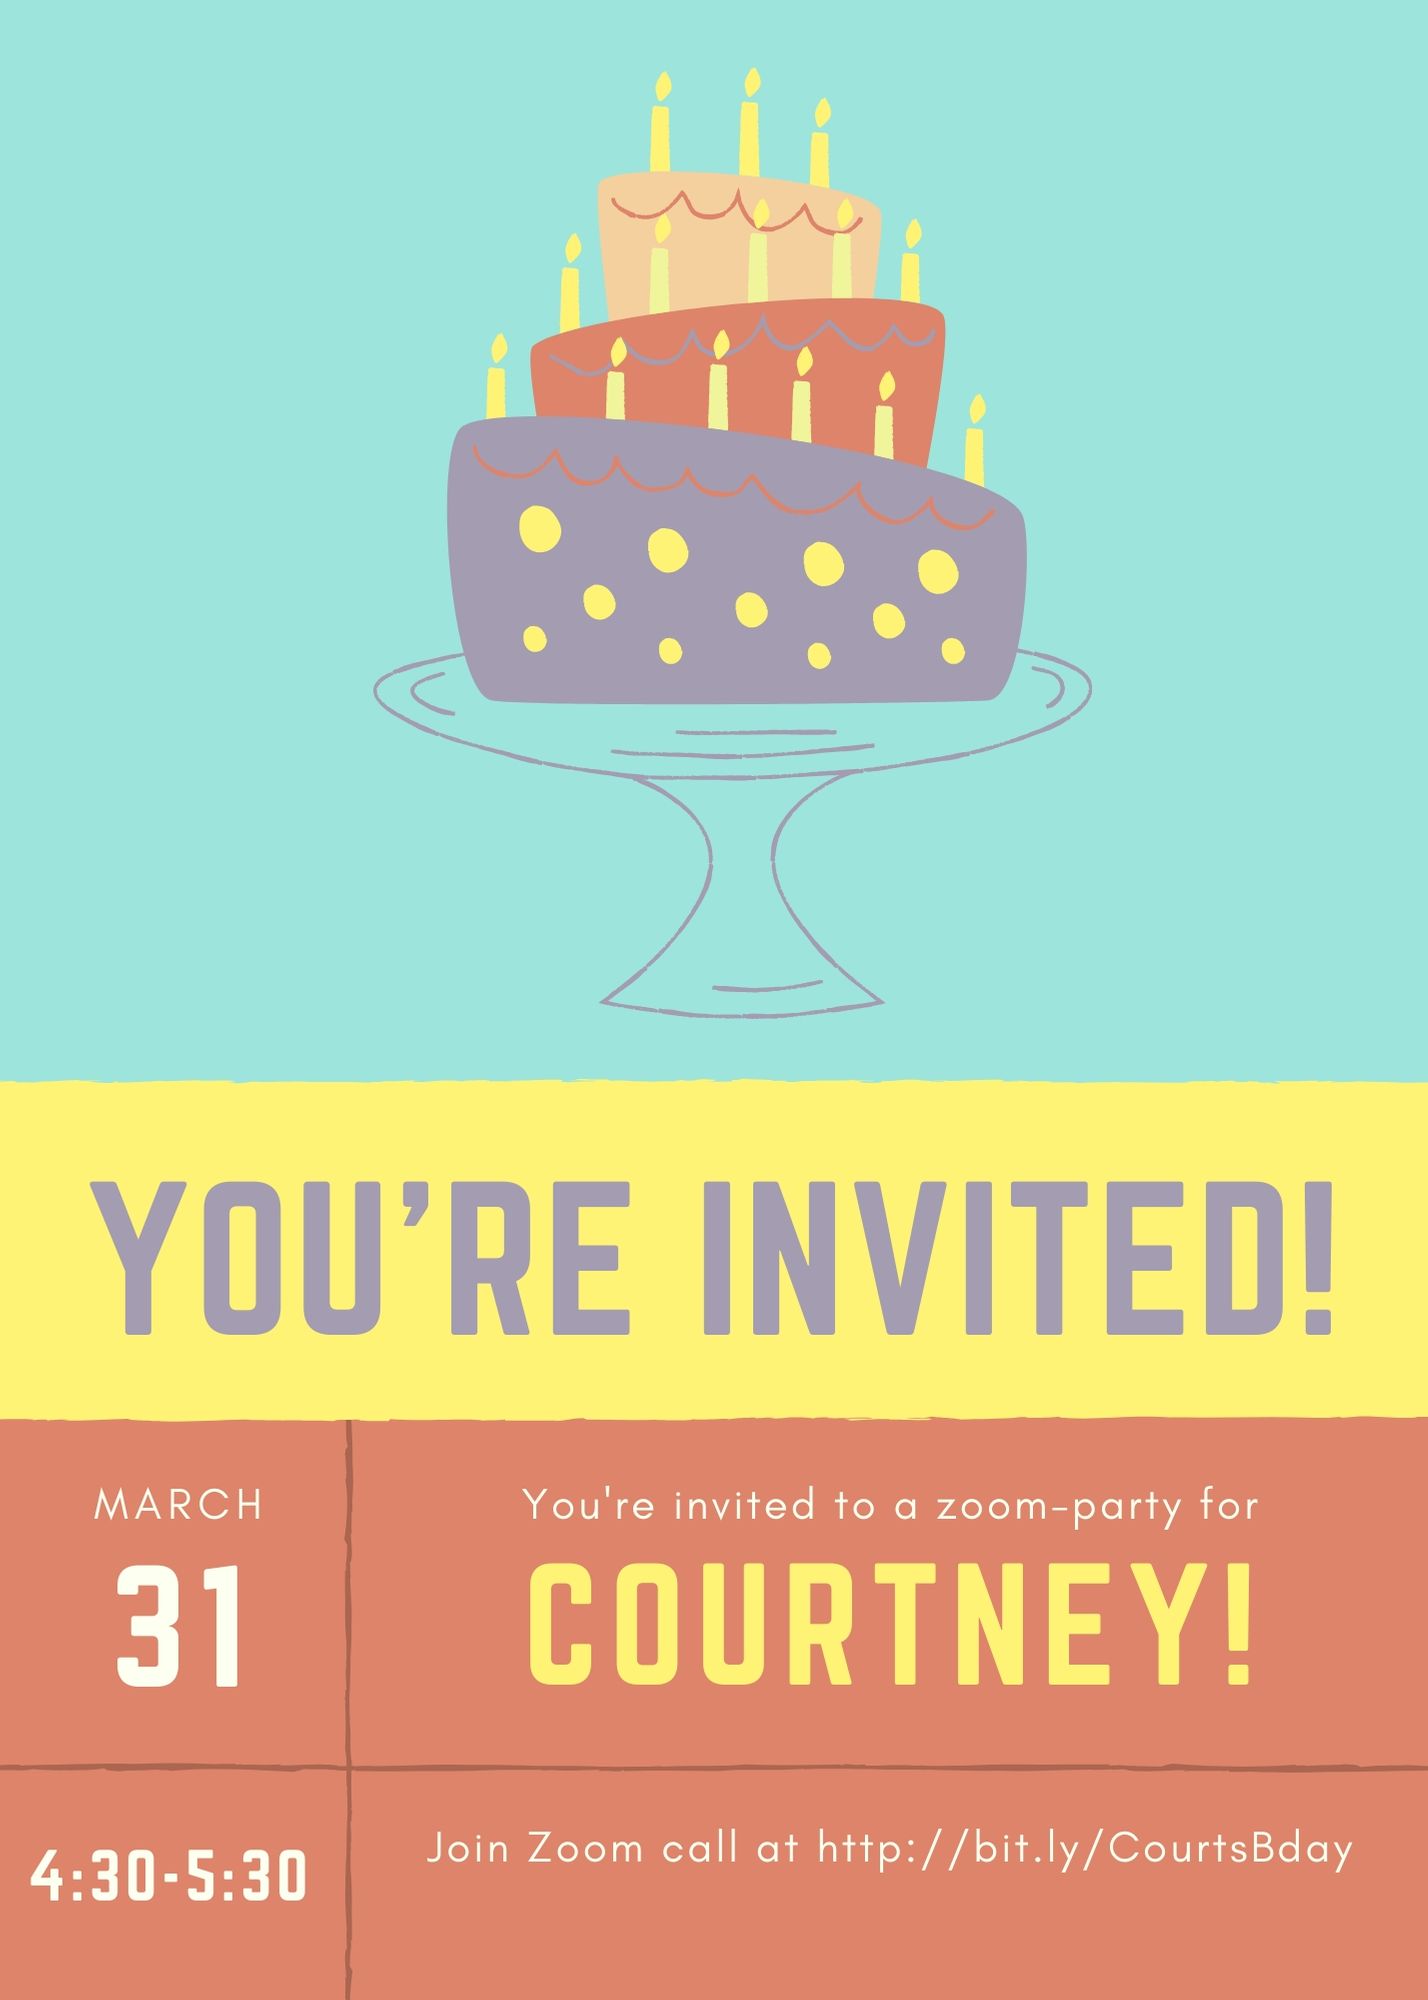 YOU’RE INVITED!
MARCH
31
You're invited to a zoom-party for
COURTNEY!
4:30-5:30
Join Zoom call at http://bit.ly/CourtsBday